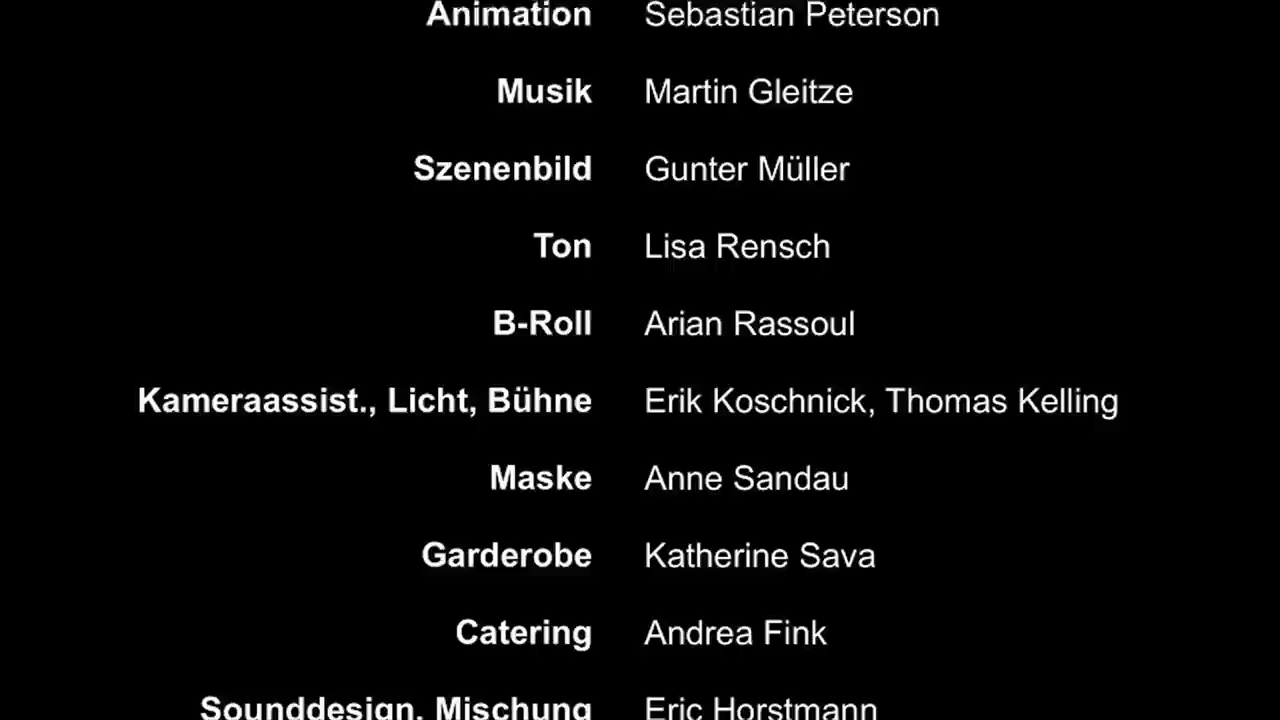 Animation Sebastian Peterson
Musik Martin Gleitze
Szenenbild Gunter Müller
Ton Lisa Rensch
B-Roll Arian Rassoul
Kameraassist., Licht, Bühne Erik Koschnick, Thomas Kelling
Maske Anne Sandau
Garderobe Katherine Sava
Catering Andrea Fink
Sounddesign, Mischung Eric Horstmann